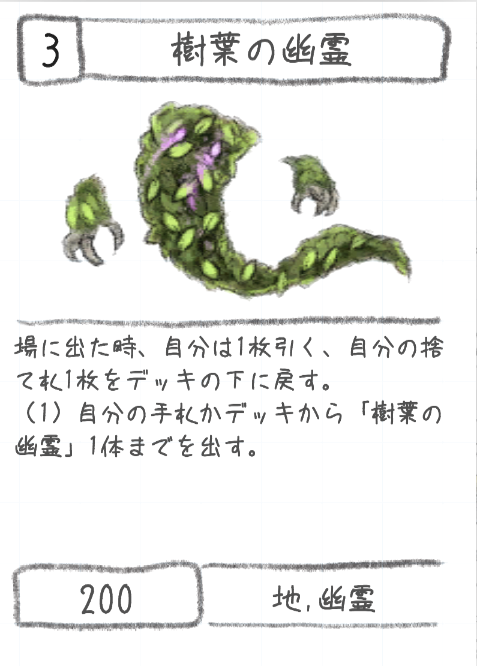 3
樹葉の幽霊
場に出た時、自分は1枚引く、自分の捨
て札1枚をデッキの下に戻す。
（1）自分の手札かデッキから「樹葉の
幽霊」1体までを出す。
200
地,幽霊